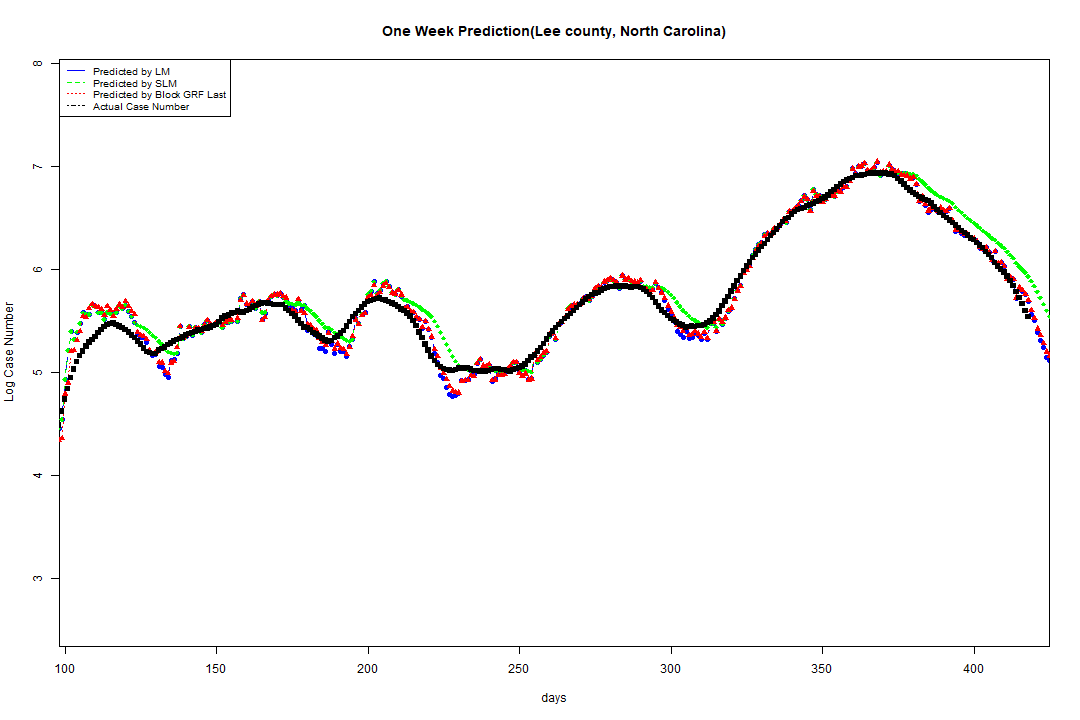 One Week Prediction(Lee county, North Carolina)
Predicted by LM
Predicted by SLM
Predicted by Block GRF Last
Actual Case Number
8
7
6
5
4
3
Log Case Number
100 150 200 250 300 350 400
days